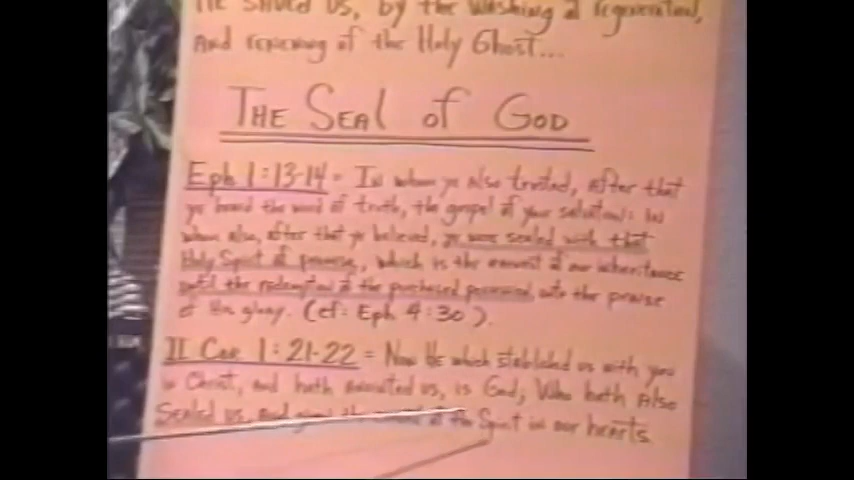 He saved us, by the washing of regeneration,
And renewing of the Holy Ghost...
THE SEAL of GOD
Eph 1:13-14 = In whom ye also trusted, After that
ye heard the word of truth, the gospel of your salvation: in
whom also, after that ye believed, ye were sealed with that
Holy Spirit of promise, which is the earnest of our inheritance
until the redemption of the purchased possession, unto the praise
of His glory. (cf: Eph 4:30).
II Cor 1:21-22 = Now He which stablished us with you
in Christ, and hath anointed us, is God; Who hath Also
Sealed us, and given the earnest of the Spirit in our hearts.